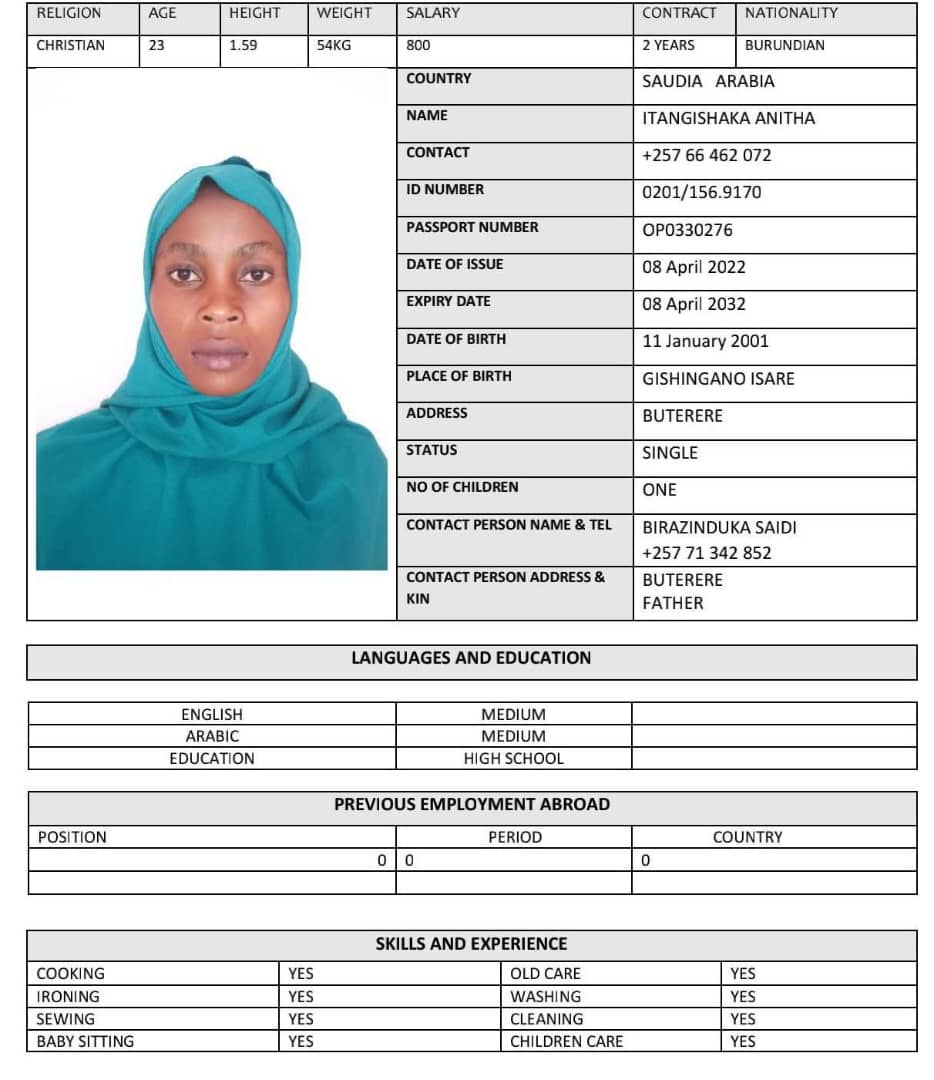 RELIGION AGE HEIGHT WEIGHT SALARY CONTRACT NATIONALITY
CHRISTIAN 23 1.59 54KG 800 2 YEARS BURUNDIAN
COUNTRY SAUDIA ARABIA
NAME ITANGISHAKA ANITHA
CONTACT +257 66 462 072
ID NUMBER 0201/156.9170
PASSPORT NUMBER OP0330276
DATE OF ISSUE 08 April 2022
EXPIRY DATE 08 April 2032
DATE OF BIRTH 11 January 2001
PLACE OF BIRTH GISHINGANO ISARE
ADDRESS BUTERERE
STATUS SINGLE
NO OF CHILDREN ONE
CONTACT PERSON NAME & TEL BIRAZINDUKA SAIDI
+257 71 342 852
CONTACT PERSON ADDRESS & BUTERERE
KIN FATHER
LANGUAGES AND EDUCATION
ENGLISH MEDIUM
ARABIC MEDIUM
EDUCATION HIGH SCHOOL
PREVIOUS EMPLOYMENT ABROAD
POSITION PERIOD COUNTRY
0 0 0
SKILLS AND EXPERIENCE
COOKING YES OLD CARE YES
IRONING YES WASHING YES
SEWING YES CLEANING YES
BABY SITTING YES CHILDREN CARE YES